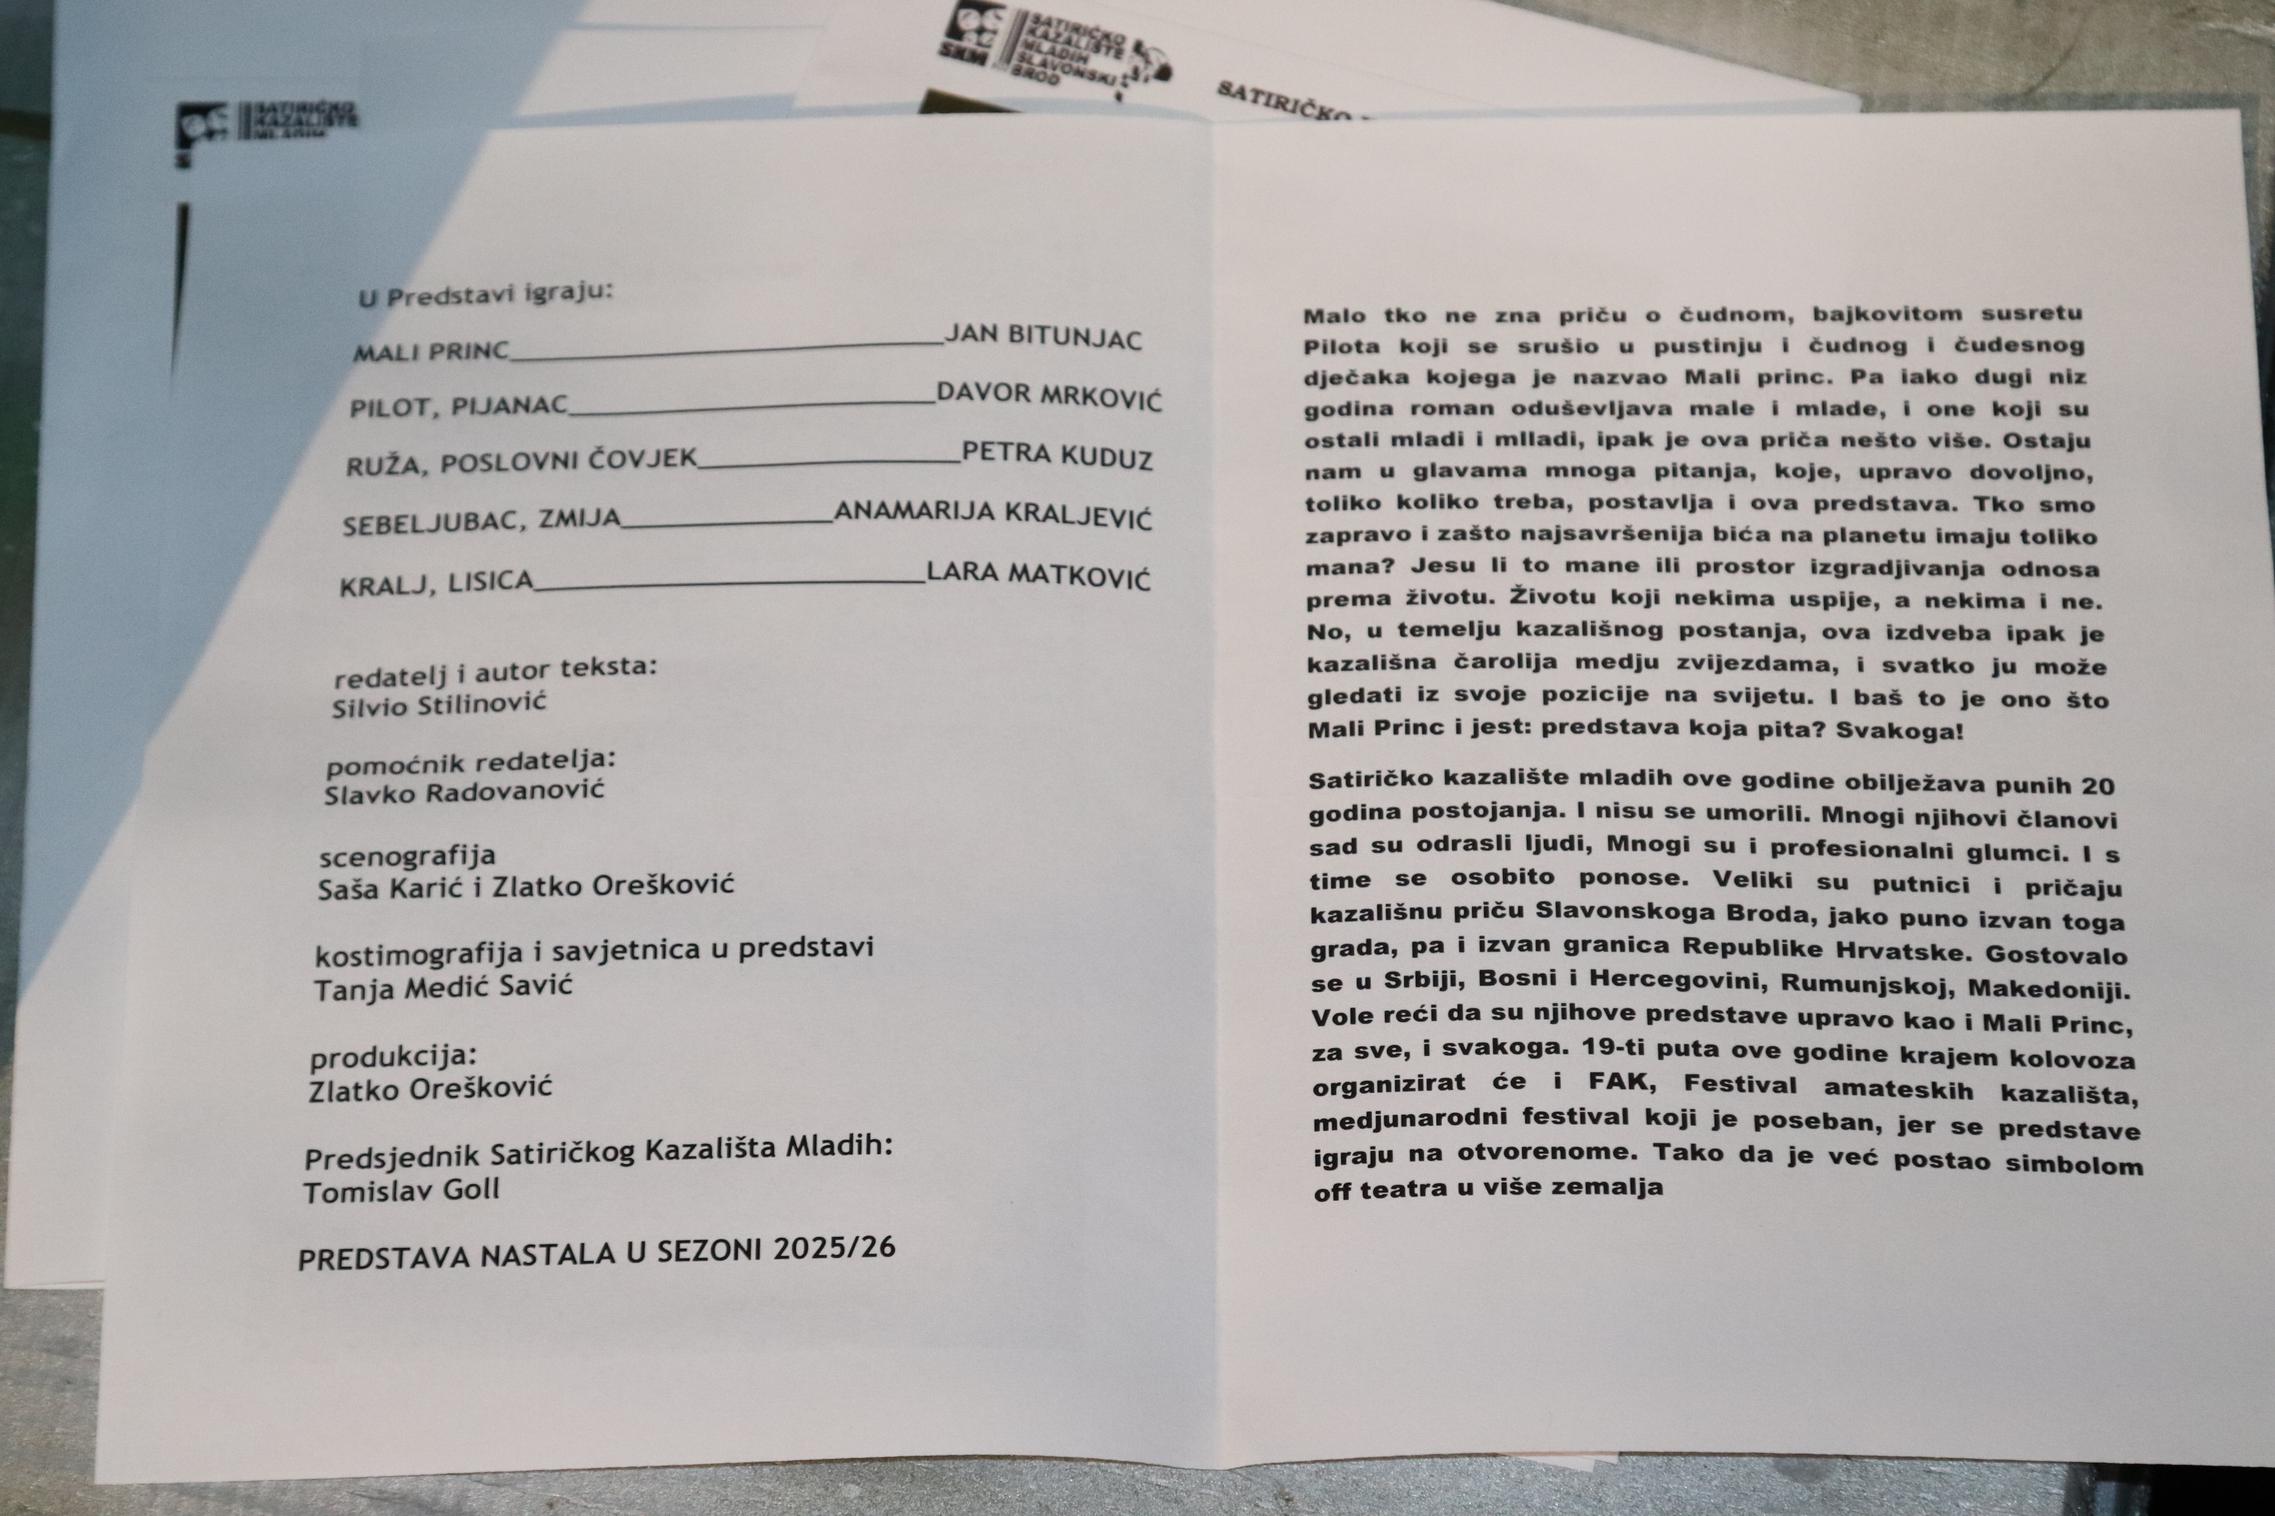 SATIRIČKO
KAZALIŠTE
MLADIH
SLAVONSKI
BROD
SKM
SATIRIČKO
SATIRIČKO
KAZALIŠTE
MLADIH
U Predstavi igraju:
MALI PRINC_________________________JAN BITUNJAC
PILOT, PIJANAC_____________________DAVOR MRKOVIĆ
RUŽA, POSLOVNI ČOVJEK_______________PETRA KUDUZ
SEBELJUBAC, ZMIJA____________ANAMARIJA KRALJEVIĆ
KRALJ, LISICA______________________LARA MATKOVIĆ
redatelj i autor teksta:
Silvio Stilinović
pomoćnik redatelja:
Slavko Radovanović
scenografija
Saša Karić i Zlatko Orešković
kostimografija i savjetnica u predstavi
Tanja Medić Savić
produkcija:
Zlatko Orešković
Predsjednik Satiričkog Kazališta Mladih:
Tomislav Goll
PREDSTAVA NASTALA U SEZONI 2025/26
Malo tko ne zna priču o čudnom, bajkovitom susretu
Pilota koji se srušio u pustinju i čudnog i čudesnog
dječaka kojega je nazvao Mali princ. Pa iako dugi niz
godina roman oduševljava male i mlade, i one koji su
ostali mladi i mlladi, ipak je ova priča nešto više. Ostaju
nam u glavama mnoga pitanja, koje, upravo dovoljno,
toliko koliko treba, postavlja i ova predstava. Tko smo
zapravo i zašto najsavršenija bića na planetu imaju toliko
mana? Jesu li to mane ili prostor izgradjivanja odnosa
prema životu. Životu koji nekima uspije, a nekima i ne.
No, u temelju kazališnog postanja, ova izdveba ipak je
kazališna čarolija medju zvijezdama, i svatko ju može
gledati iz svoje pozicije na svijetu. I baš to je ono što
Mali Princ i jest: predstava koja pita? Svakoga!
Satiričko kazalište mladih ove godine obilježava punih 20
godina postojanja. I nisu se umorili. Mnogi njihovi članovi
sad su odrasli ljudi, Mnogi su i profesionalni glumci. I s
time se osobito ponose. Veliki su putnici i pričaju
kazališnu priču Slavonskoga Broda, jako puno izvan toga
grada, pa i izvan granica Republike Hrvatske. Gostovalo
se u Srbiji, Bosni i Hercegovini, Rumunjskoj, Makedoniji.
Vole reći da su njihove predstave upravo kao i Mali Princ,
za sve, i svakoga. 19-ti puta ove godine krajem kolovoza
organizirat će i FAK, Festival amateskih kazališta,
medjunarodni festival koji je poseban, jer se predstave
igraju na otvorenome. Tako da je već postao simbolom
off teatra u više zemalja